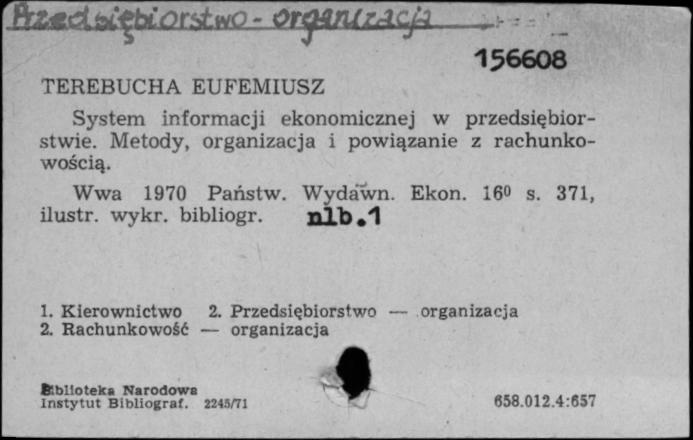 Przedsiębiorstwo - organizacja
156608
TEREBUCHA EUFEMIUSZ
System informacji ekonomicznej w przedsiębior-
stwie. Metody, organizacja i powiązanie z rachunko-
wością.
Wwa 1970 Państw. Wydawn. Ekon. 16⁰ s. 371,
ilustr. wykr. bibliogr. nlb.1
1. Kierownictwo 2. Przedsiębiorstwo — organizacja
2. Rachunkowość — organizacja
Biblioteka Narodowa
Instytut Bibliograf. 2245/71
658.012.4:657